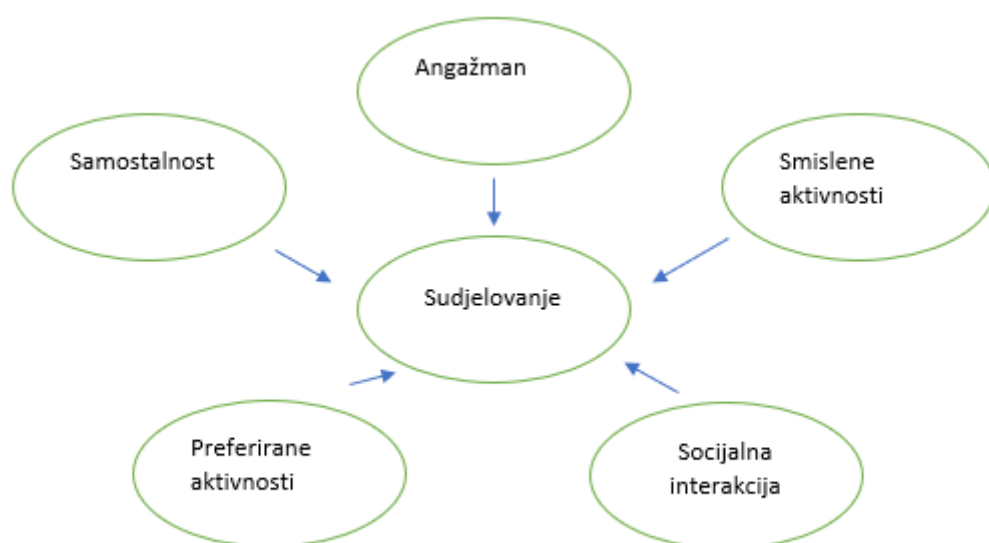 Angažman
Samostalnost
Smislene
aktivnosti
Sudjelovanje
Preferirane
aktivnosti
Socijalna
interakcija